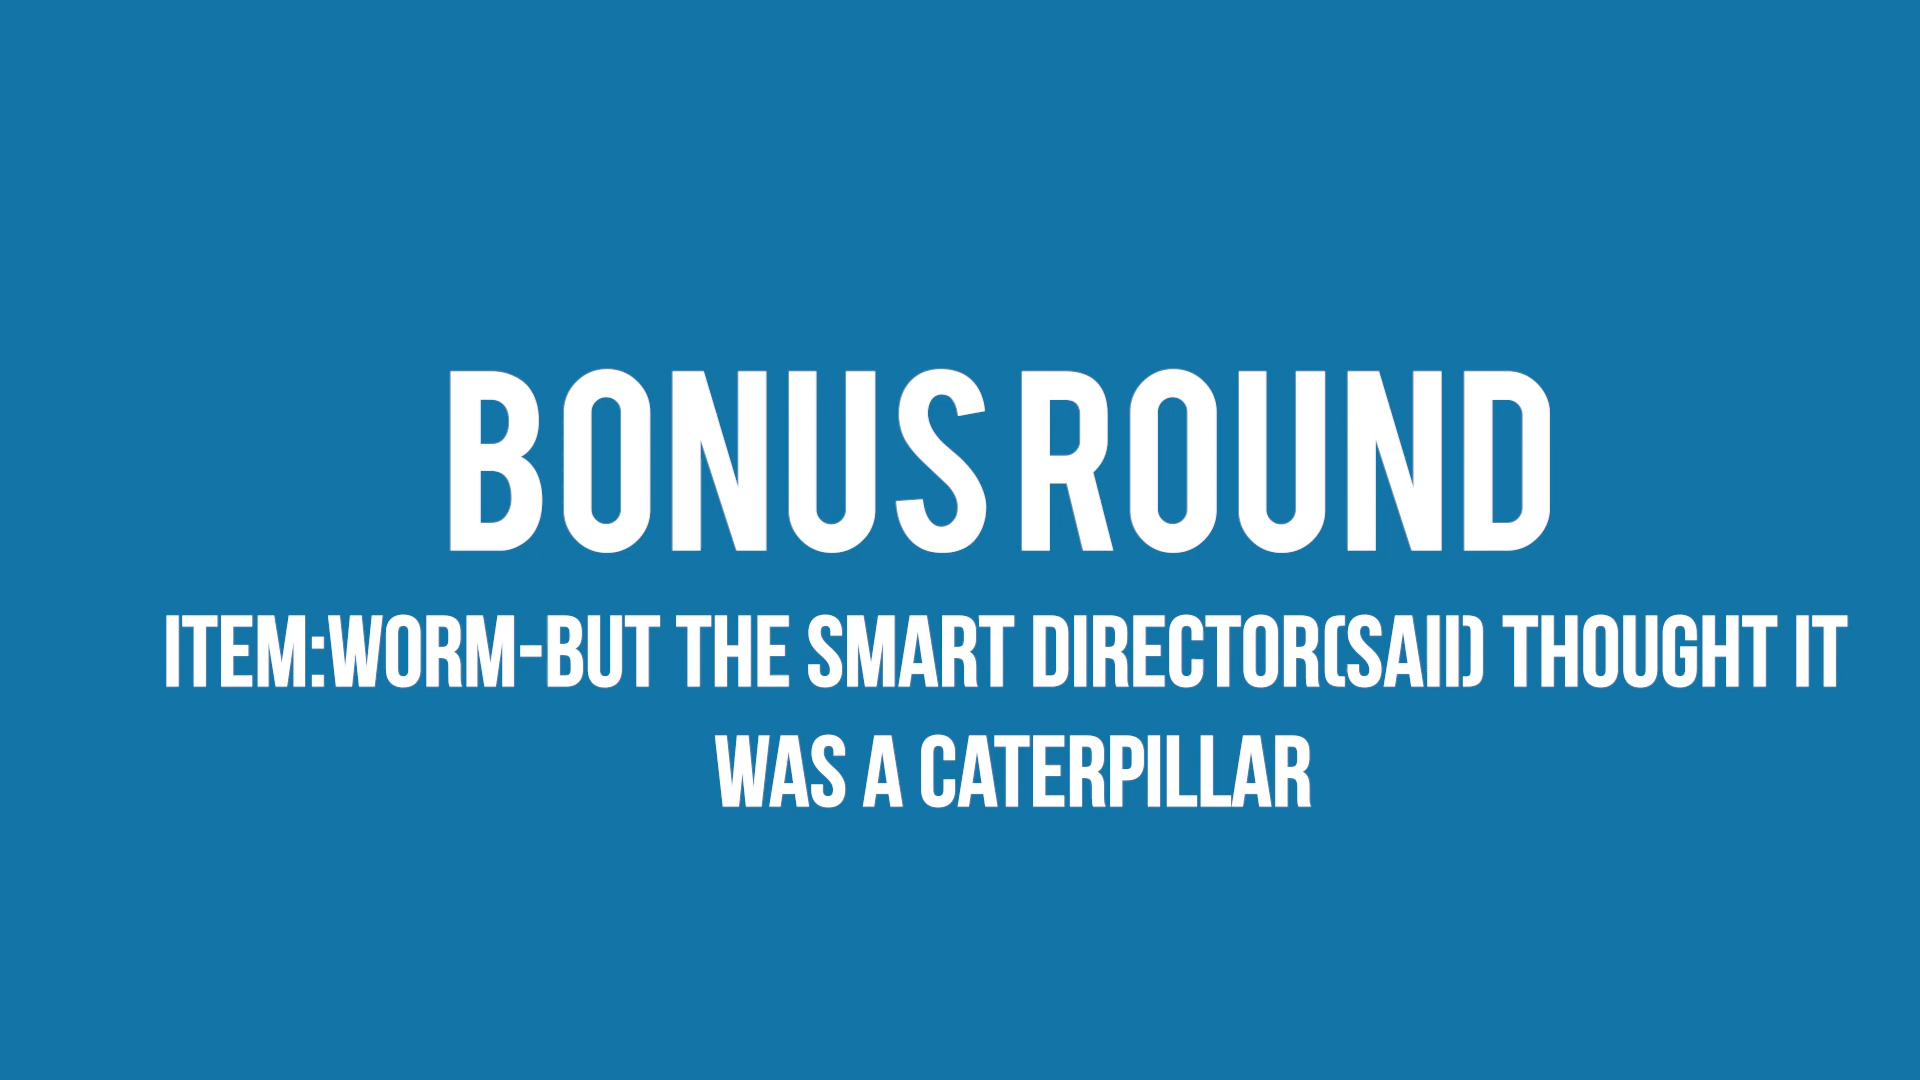 BONUS ROUND
ITEM:WORM-BUT THE SMART DIRECTOR(SAII) THOUGHT IT
WAS A CATERPILLAR